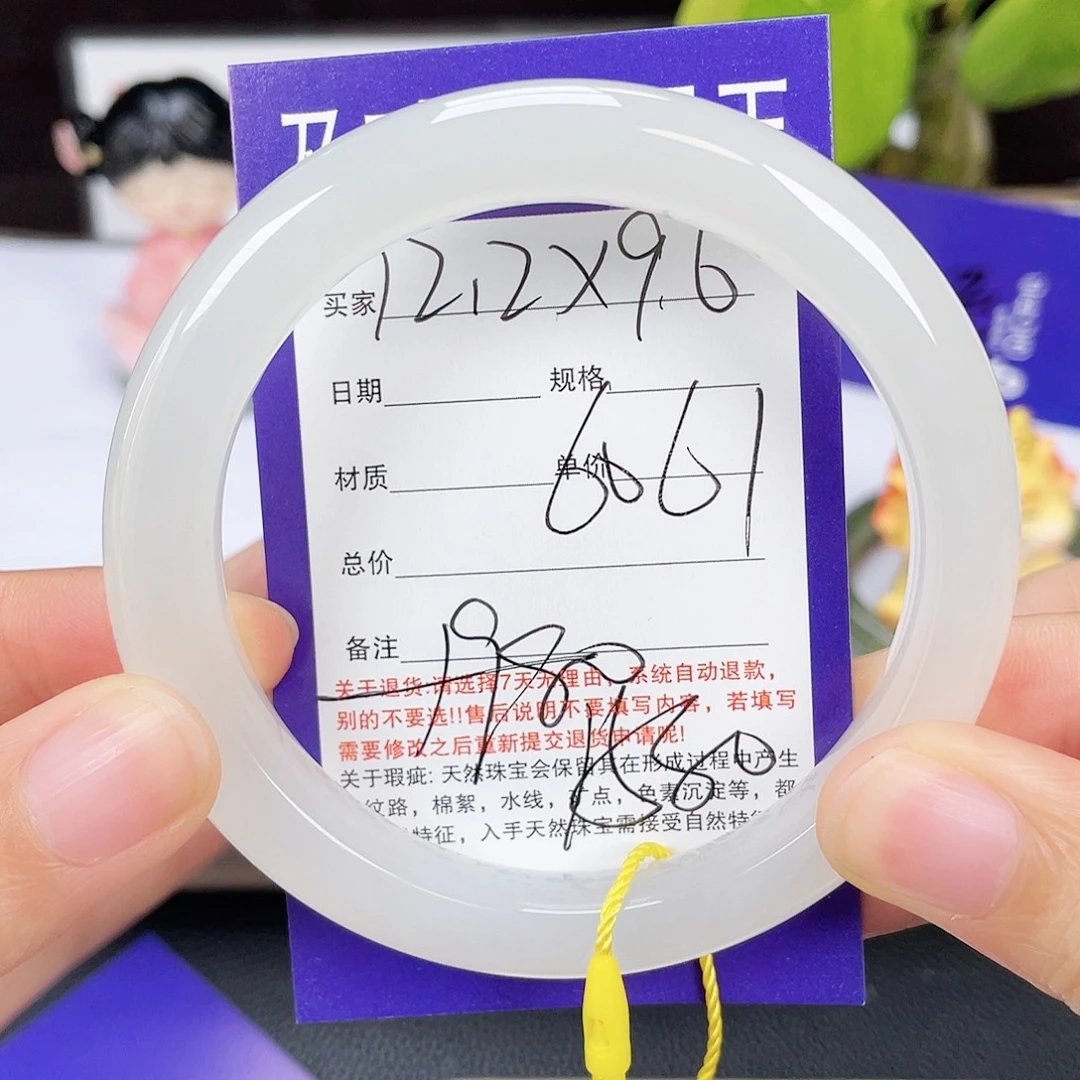 买家 12.2X9.6
日期 规格
材质 单价 60.61
总价
备注
关于退货:请选择7天无理由，系统自动退款，
别的不要选!!售后说明不要填写内容，若填写
需要修改之后重新提交退货申请呢!
关于瑕疵: 天然珠宝会保留其在形成过程中产生
纹路，棉絮，水线，矿点，色素沉淀等，都
特征，入手天然珠宝需接受自然特征